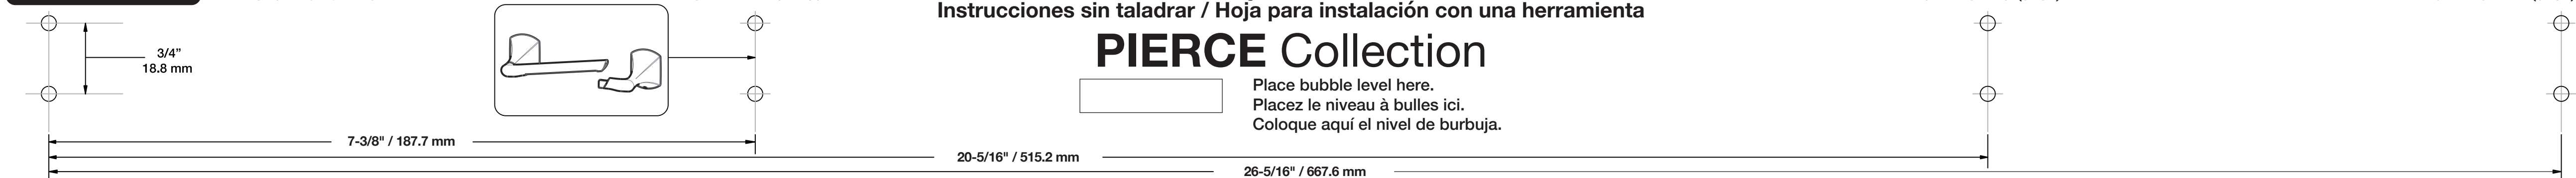 Instrucciones sin taladrar / Hoja para instalación con una herramienta
PIERCE Collection
3/4”
18.8 mm
Place bubble level here.
Placez le niveau à bulles ici.
Coloque aquí el nivel de burbuja.
7-3/8" / 187.7 mm
20-5/16" / 515.2 mm
26-5/16" / 667.6 mm